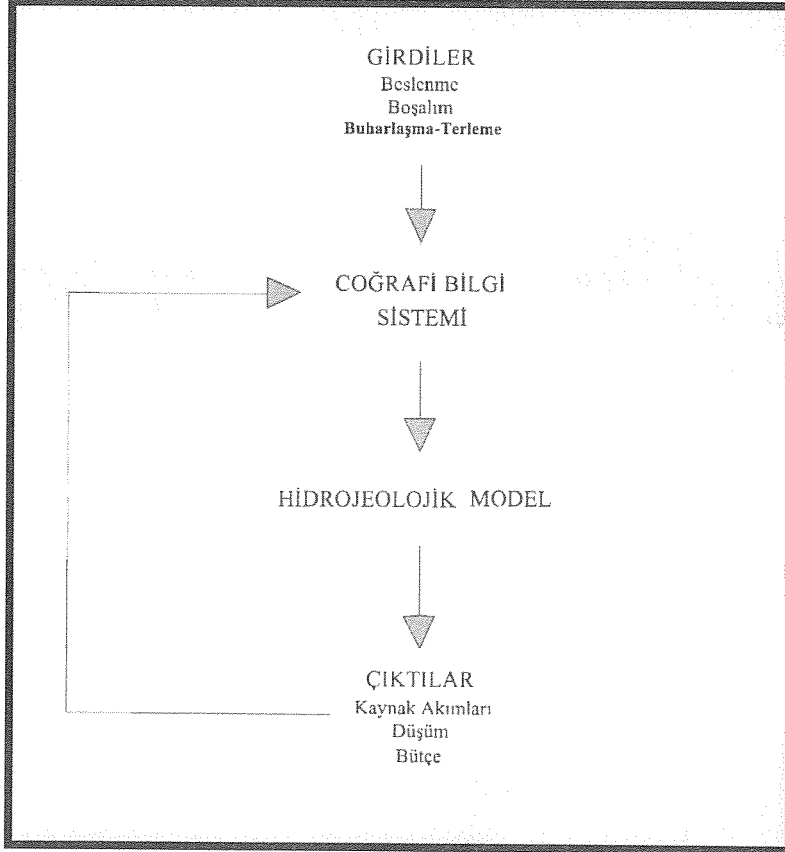 GİRDİLER
Beslenme
Boşalım
Buharlaşma-Terleme
COĞRAFİ BİLGİ
SİSTEMİ
HİDROJEOLOJİK MODEL
ÇIKTILAR
Kaynak Akımları
Düşüm
Bütçe